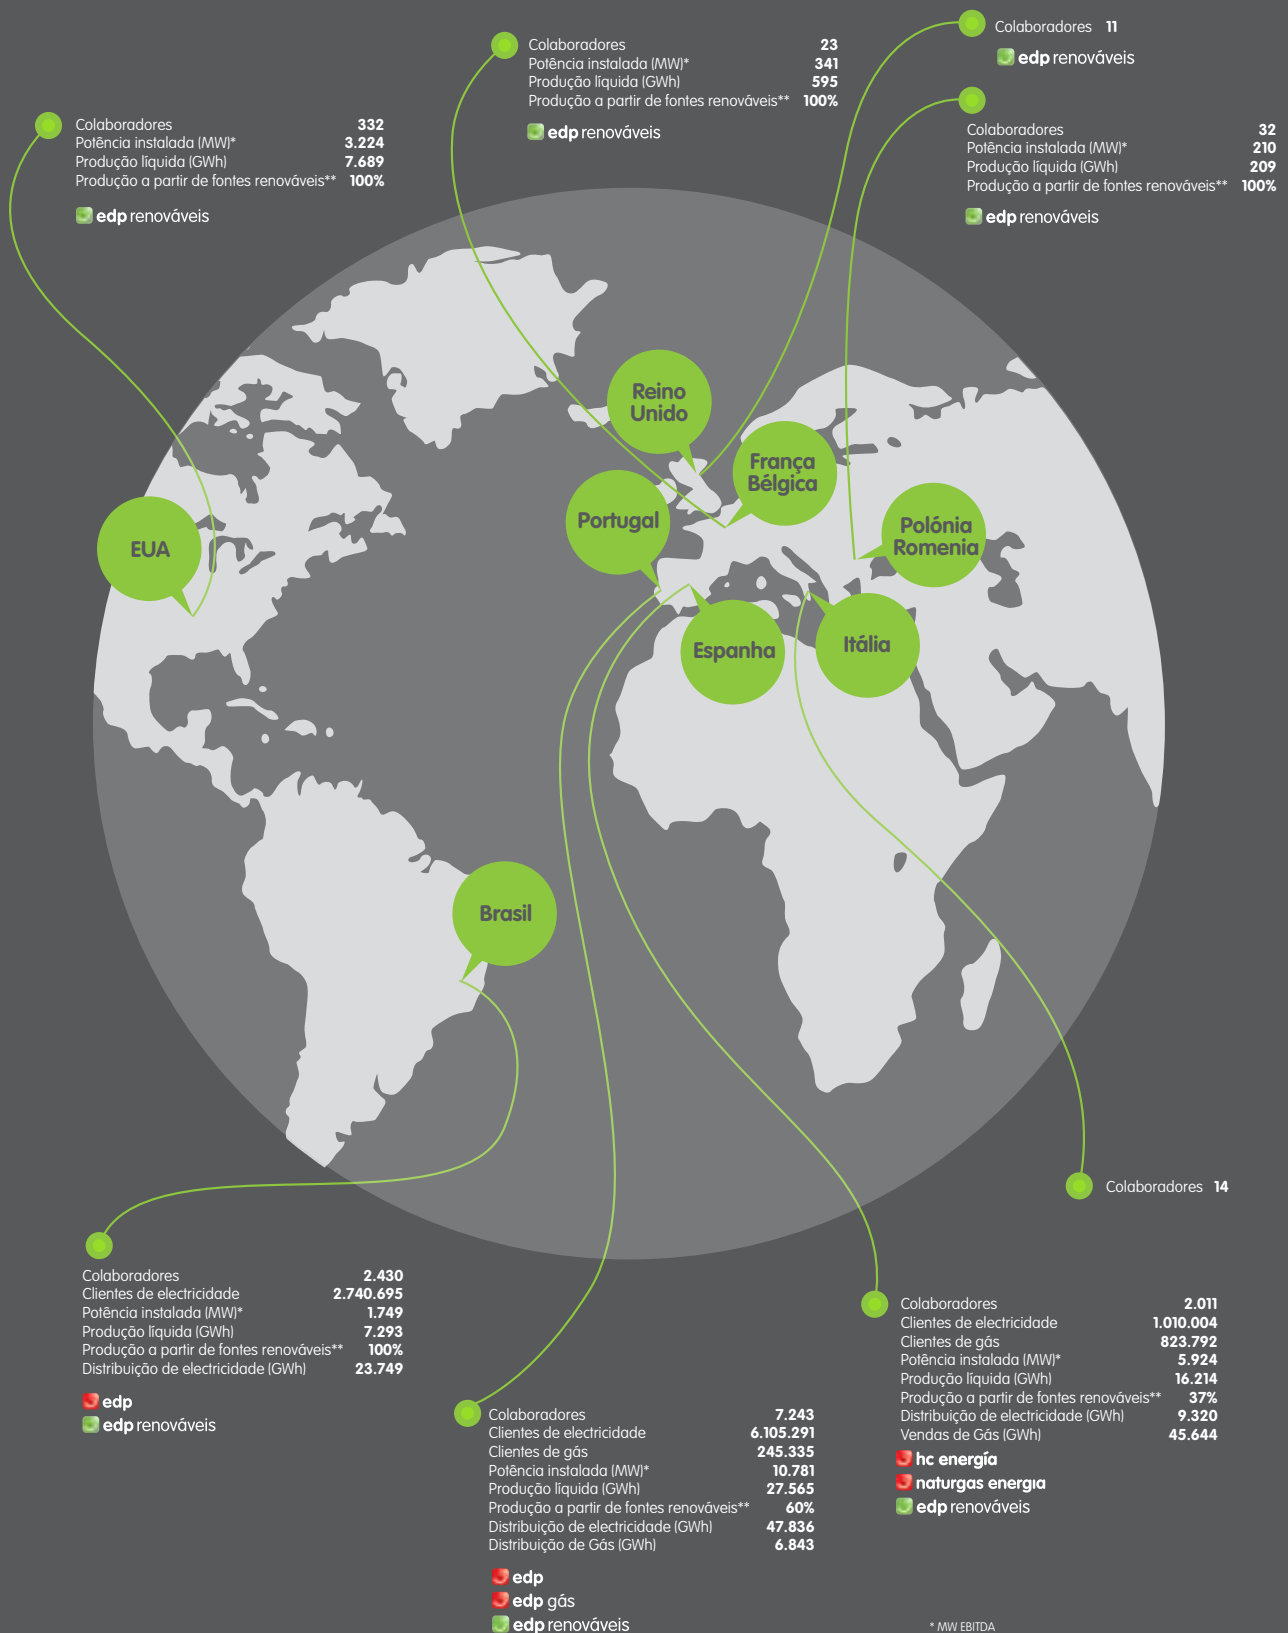 Colaboradores 11
edp renováveis
Colaboradores 23
Potência instalada (MW)* 341
Produção líquida (GWh) 595
Produção a partir de fontes renováveis** 100%
edp renováveis
Colaboradores 332
Potência instalada (MW)* 3.224
Produção líquida (GWh) 7.689
Produção a partir de fontes renováveis** 100%
edp renováveis
Colaboradores 32
Potência instalada (MW)* 210
Produção líquida (GWh) 209
Produção a partir de fontes renováveis** 100%
edp renováveis
Reino
Unido
França
Bélgica
Portugal
Polónia
Romenia
EUA
Espanha
Itália
Brasil
Colaboradores 14
Colaboradores 2.430
Clientes de electricidade 2.740.695
Potência instalada (MW)* 1.749
Produção líquida (GWh) 7.293
Produção a partir de fontes renováveis** 100%
Distribuição de electricidade (GWh) 23.749
edp
edp renováveis
Colaboradores 2.011
Clientes de electricidade 1.010.004
Clientes de gás 823.792
Potência instalada (MW)* 5.924
Produção líquida (GWh) 16.214
Produção a partir de fontes renováveis** 37%
Distribuição de electricidade (GWh) 9.320
Vendas de Gás (GWh) 45.644
hc energía
naturgas energıa
edp renováveis
Colaboradores 7.243
Clientes de electricidade 6.105.291
Clientes de gás 245.335
Potência instalada (MW)* 10.781
Produção líquida (GWh) 27.565
Produção a partir de fontes renováveis** 60%
Distribuição de electricidade (GWh) 47.836
Distribuição de Gás (GWh) 6.843
edp
edp gás
edp renováveis
* MW EBITDA